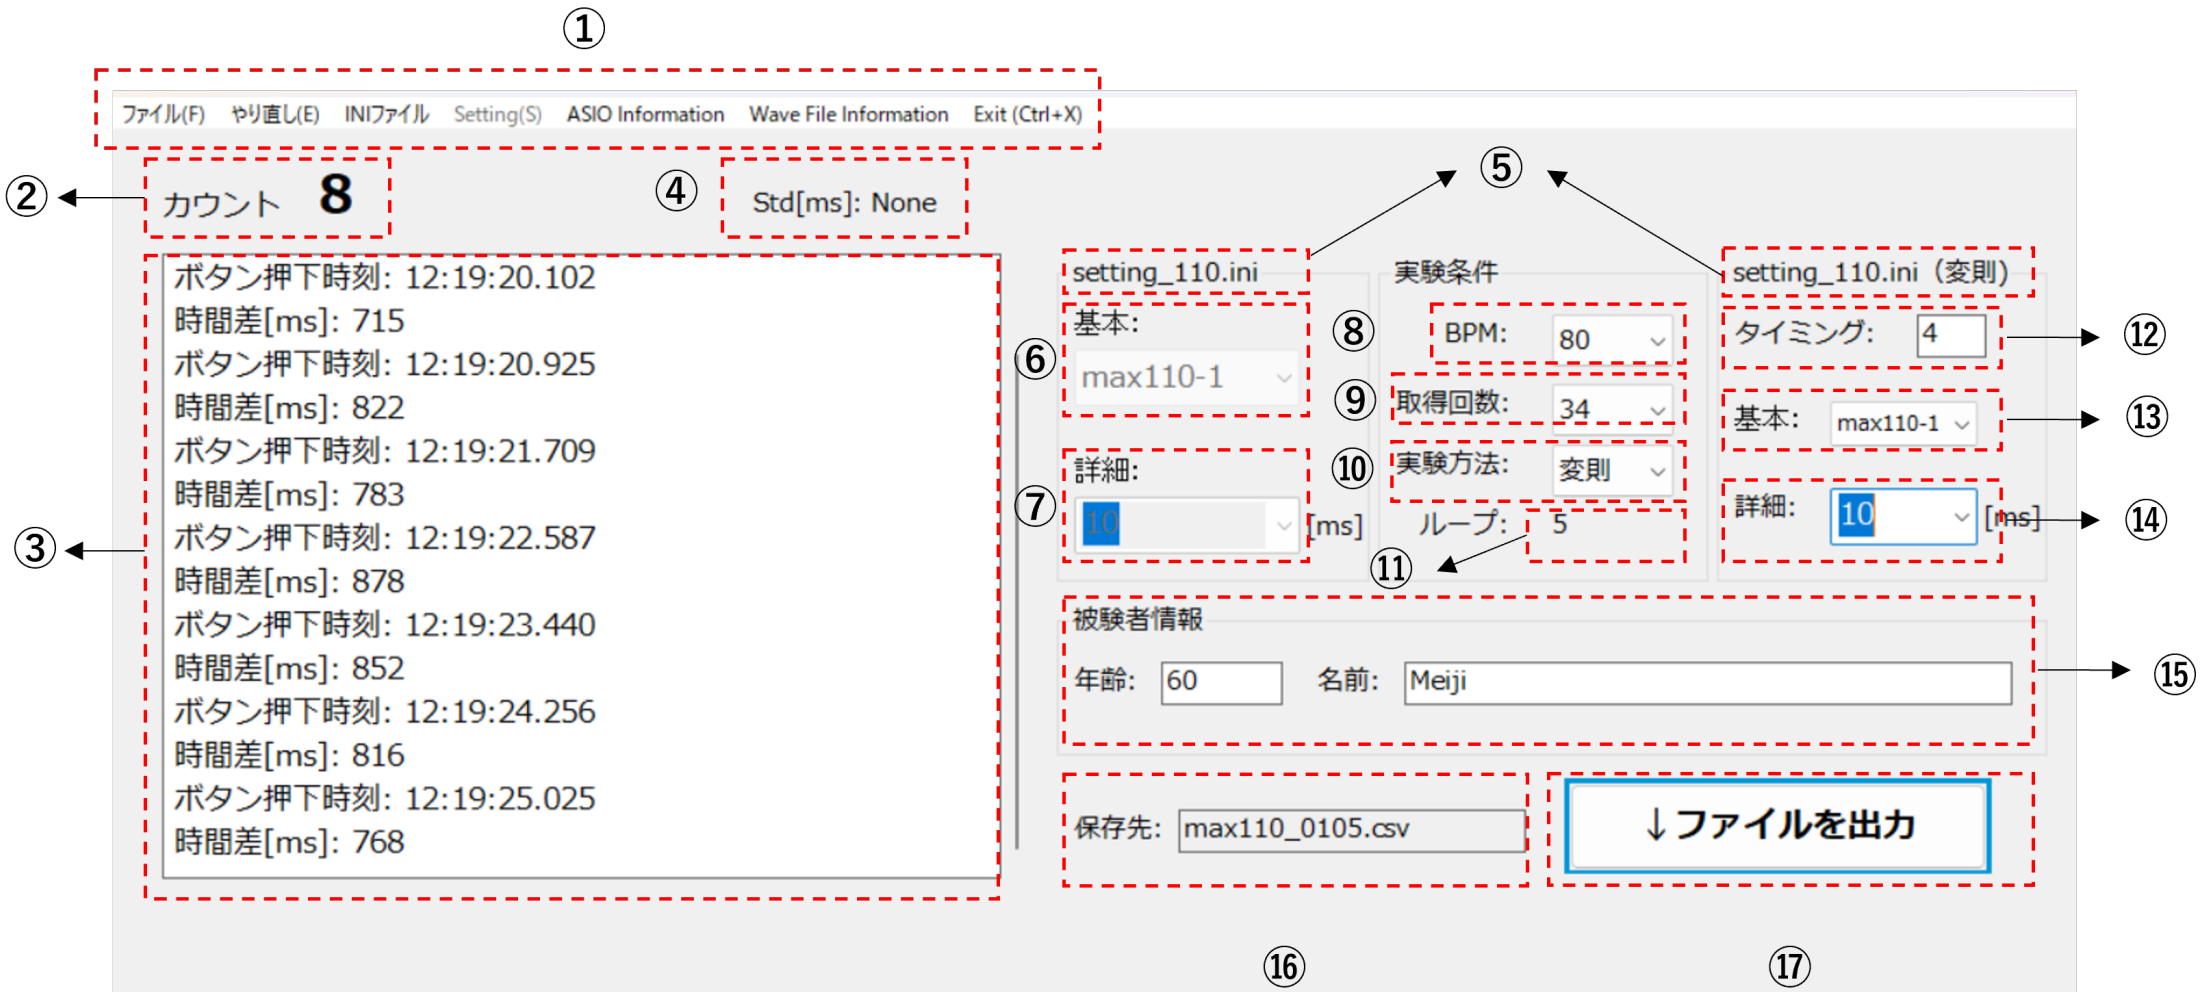 ①
ファイル(F) やり直し(E) INIファイル Setting(S) ASIO Information Wave File Information Exit (Ctrl+X)
② カウント 8
④ Std[ms]: None
⑤
③
ボタン押下時刻: 12:19:20.102
時間差[ms]: 715
ボタン押下時刻: 12:19:20.925
時間差[ms]: 822
ボタン押下時刻: 12:19:21.709
時間差[ms]: 783
ボタン押下時刻: 12:19:22.587
時間差[ms]: 878
ボタン押下時刻: 12:19:23.440
時間差[ms]: 852
ボタン押下時刻: 12:19:24.256
時間差[ms]: 816
ボタン押下時刻: 12:19:25.025
時間差[ms]: 768
setting_110.ini
⑥ 基本:
max110-1
⑦ 詳細:
10 [ms]
実験条件
⑧ BPM: 80
⑨ 取得回数: 34
⑩ 実験方法: 変則
⑪ ループ: 5
setting_110.ini（変則）
タイミング: 4 ⑫
基本: max110-1 ⑬
詳細: 10 [ms] ⑭
被験者情報
年齢: 60 名前: Meiji ⑮
保存先: max110_0105.csv
↓ファイルを出力
⑯ ⑰